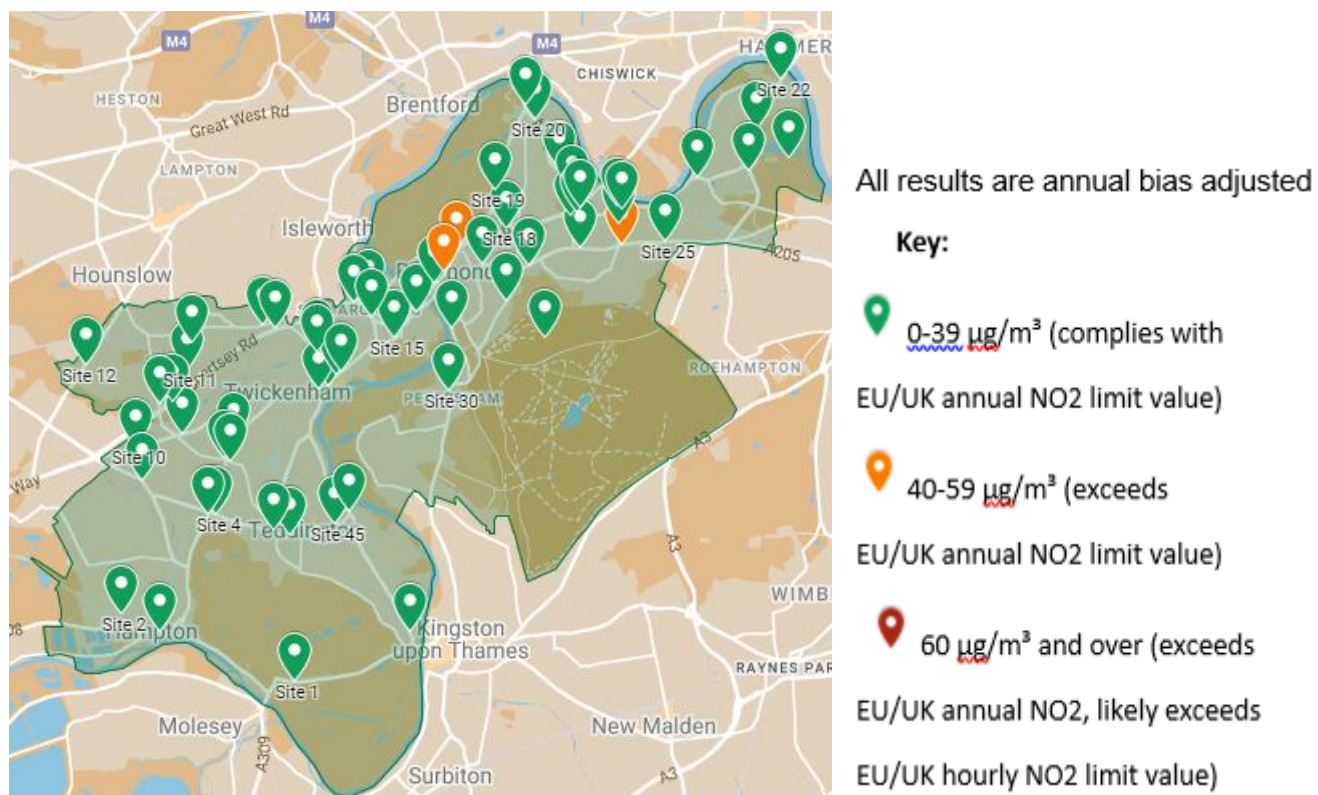 M4
M4
M4
HESTON
Great West Rd
LAMPTON
Brentford
CHISWICK
Site 22
Site 20
Isleworth
Site 19
Site 18
Site 25
A205
Hounslow
Site 15
Site 12
Site 11
Twickenham
Site 30
ROEHAMPTON
A3
Site 10
Way
Site 4
Site 45
A3
WIMB
Site 2
Hampton
Kingston
upon Thames
Site 1
RAYNES PAR
Molesey
A309
New Malden
Surbiton
A3
All results are annual bias adjusted
Key:
0-39 µg/m³ (complies with
EU/UK annual NO2 limit value)
40-59 µg/m³ (exceeds
EU/UK annual NO2 limit value)
60 µg/m³ and over (exceeds
EU/UK annual NO2, likely exceeds
EU/UK hourly NO2 limit value)